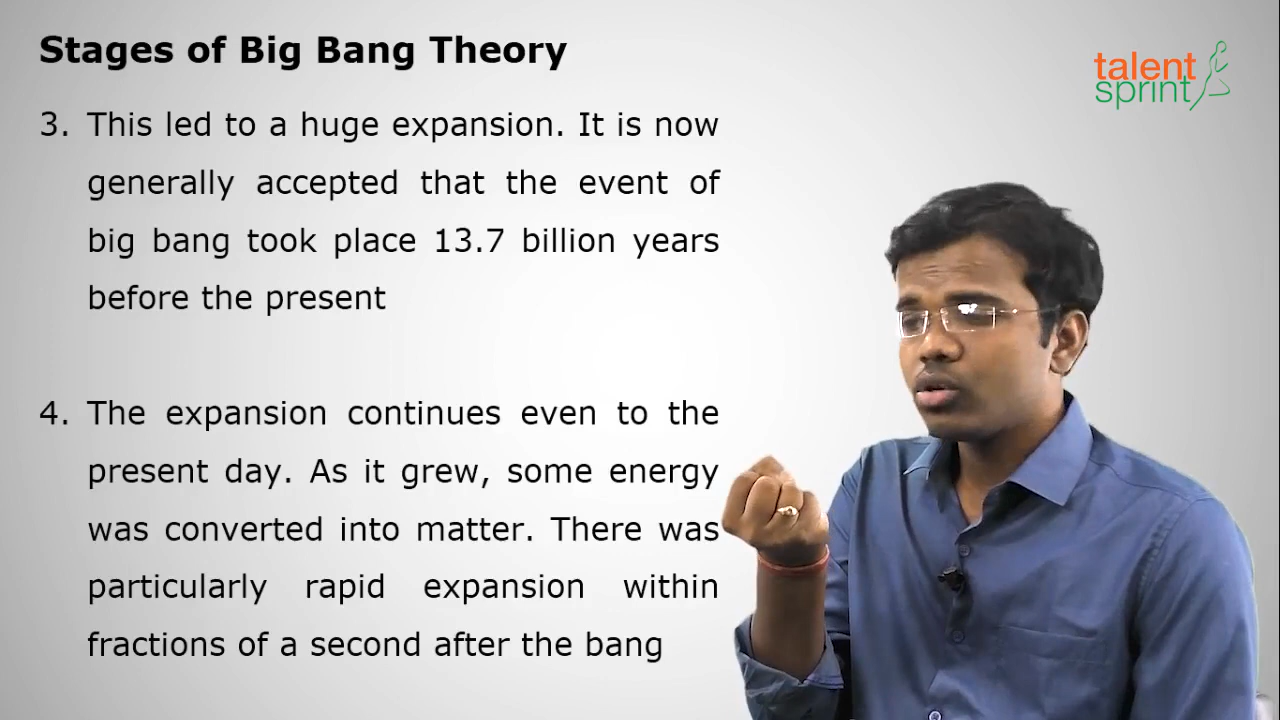 Stages of Big Bang Theory
talent
sprint
3. This led to a huge expansion. It is now
generally accepted that the event of
big bang took place 13.7 billion years
before the present
4. The expansion continues even to the
present day. As it grew, some energy
was converted into matter. There was
particularly rapid expansion within
fractions of a second after the bang